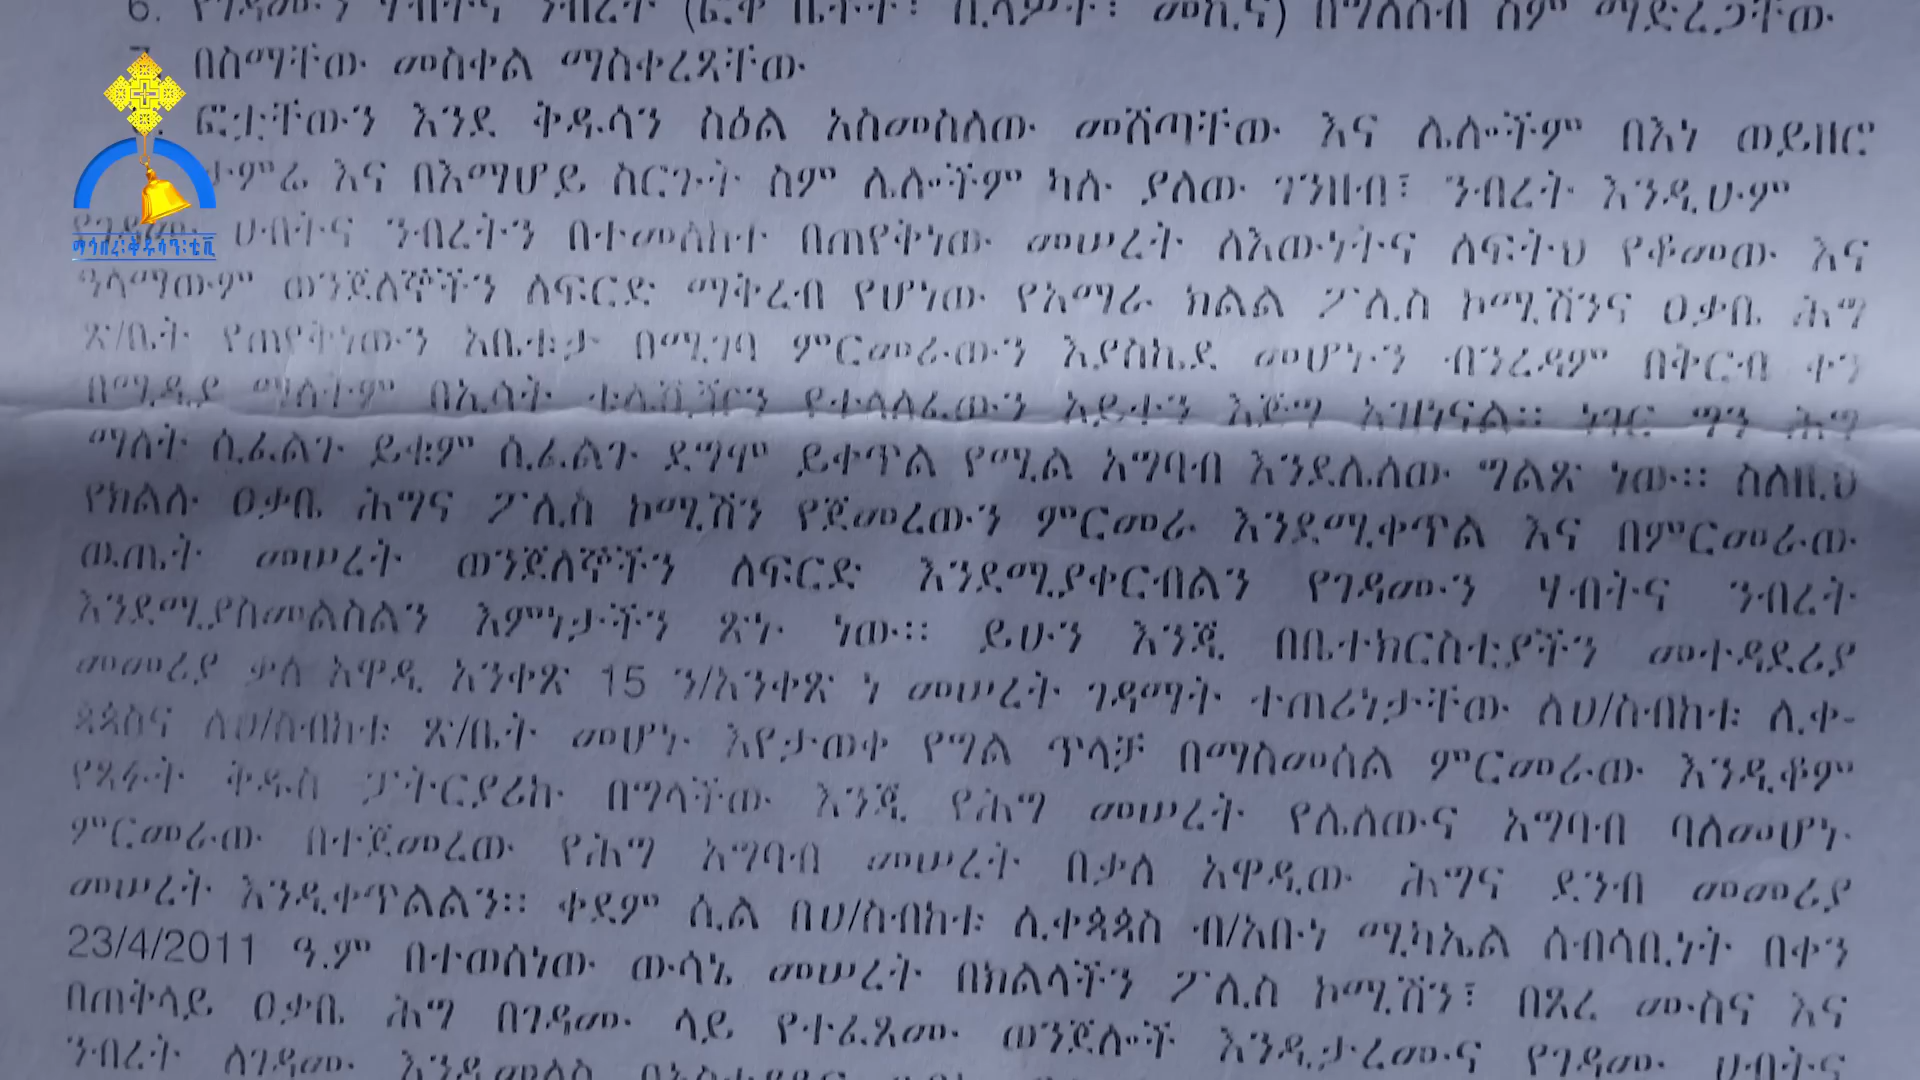 6. የገዳሙን ሃብትና ንብረት (ፎቅ ቤት፣ ቪላዎት፣ መኪና) በግለሰብ ስም ማድረጋቸው
7. በስማቸው መስቀል ማስቀረጻቸው
ፎቷቸውን እንደ ቅዱሳን ስዕል አስመስለው መሸጣቸው እና ሌሎችም በእነ ወይዘሮ
ታምሬ እና በእማሆይ ስርጉት ስም ሌሎችም ካሉ ያለው ገንዘብ፣ ንብረት እንዲሁም
የገዳሙ ሀብትና ንብረትን በተመለከተ በጠየቅነው መሠረት ለእውነትና ለፍትህ የቆመው እና
ዓላማውም ወንጀለኞችን ለፍርድ ማቅረብ የሆነው የአማራ ክልል ፖሊስ ኮሚሽንና ዐቃቤ ሕግ
ጽ/ቤት የጠየቅነውን አቤቱታ በሚገባ ምርመራውን እያስኬደ መሆኑን ብንረዳም በቅርብ ቀን
በሚዲያ ማለትም በኢሳት ቴሌቪዥን የተላለፈውን አይተን እጅግ አዝነናል። ነገር ግን ሕግ
ማለት ሲፈልጉ ይቁም ሲፈልጉ ደግሞ ይቀጥል የሚል አግባብ እንደሌለው ግልጽ ነው። ስለዚህ
የክልሉ ዐቃቤ ሕግና ፖሊስ ኮሚሽን የጀመረውን ምርመራ እንደሚቀጥል እና በምርመራው
ውጤት መሠረት ወንጀለኞችን ለፍርድ እንደሚያቀርብልን የገዳሙን ሃብትና ንብረት
እንደሚያስመልስልን እምነታችን ጽኑ ነው። ይሁን እንጂ በቤተክርስቲያችን መተዳደሪያ
መመሪያ ቃለ አዋዲ አንቀጽ 15 ን/አንቀጽ ነ መሠረት ገዳማት ተጠሪነታቸው ለሀ/ስብከቱ ሊቀ-
ጳጳስና ለሀ/ስብከቱ ጽ/ቤት መሆኑ እየታወቀ የግል ጥላቻ በማስመሰል ምርመራው እንዲቆም
የጻፉት ቅዱስ ፓትርያሪኩ በግላቸው እንጂ የሕግ መሠረት የሌለውና አግባብ ባለመሆኑ
ምርመራው በተጀመረው የሕግ አግባብ መሠረት በቃለ አዋዲው ሕግና ደንብ መመሪያ
መሠረት እንዲቀጥልልን። ቀደም ሲል በሀ/ስብከቱ ሊቀጳጳስ ብ/አቡነ ሚካኤል ሰብሳቢነት በቀን
23/4/2011 ዓ.ም በተወሰነው ውሳኔ መሠረት በክልላችን ፖሊስ ኮሚሽን፣ በጸረ ሙስና እና
በጠቅላይ ዐቃቤ ሕግ በገዳሙ ላይ የተፈጸሙ ወንጀሎች እንዲታረሙና የገዳሙ ሀብትና
ንብረት ለገዳሙ እንዲመለስ
ማኅበረ፡ቅዱሳን፡ቲቪ